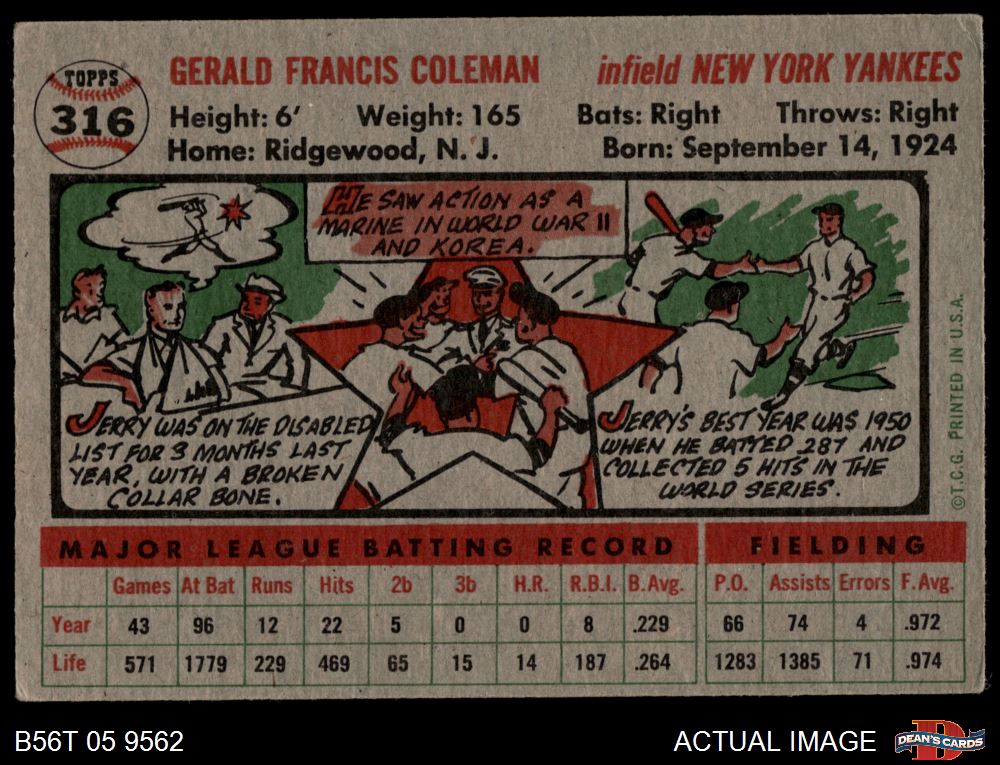 TOPPS
316
GERALD FRANCIS COLEMAN
infield NEW YORK YANKEES
Height: 6' Weight: 165 Bats: Right Throws: Right
Home: Ridgewood, N. J. Born: September 14, 1924
HE SAW ACTION AS A
MARINE IN WORLD WAR II
AND KOREA.
JERRY WAS ON THE DISABLED
LIST FOR 3 MONTHS LAST
YEAR, WITH A BROKEN
COLLAR BONE.
JERRY'S BEST YEAR WAS 1950
WHEN HE BATTED 287 AND
COLLECTED 5 HITS IN THE
WORLD SERIES.
©T.C.G. PRINTED IN U.S.A.
MAJOR LEAGUE BATTING RECORD FIELDING
Games At Bat Runs Hits 2b 3b H.R. R.B.I. B.Avg. P.O. Assists Errors F. Avg.
Year 43 96 12 22 5 0 0 8 .229 66 74 4 .972
Life 571 1779 229 469 65 15 14 187 .264 1283 1385 71 .974
B56T 05 9562 ACTUAL IMAGE DEAN'S CARDS